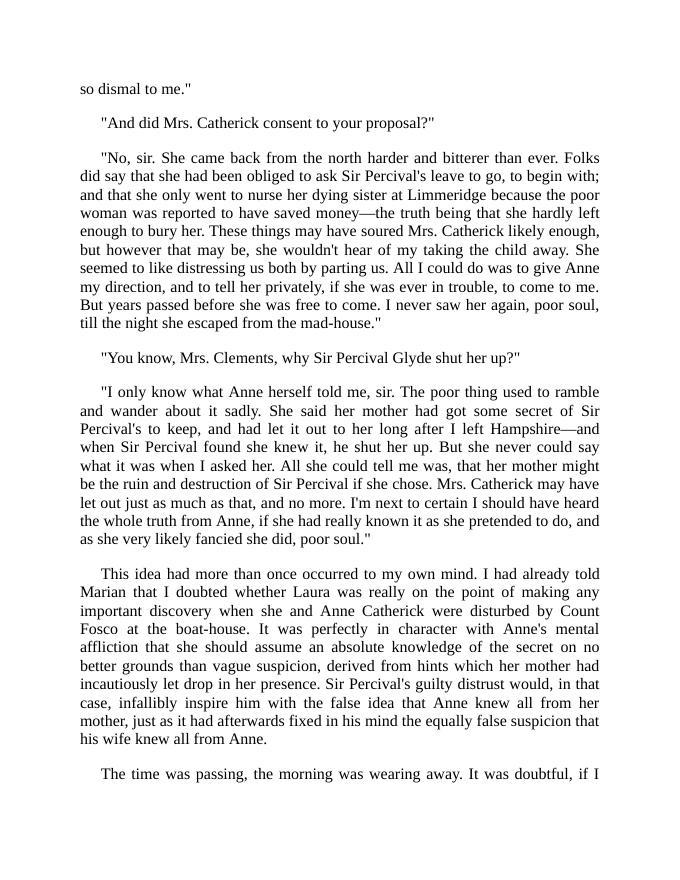 so dismal to me."
"And did Mrs. Catherick consent to your proposal?"
"No, sir. She came back from the north harder and bitterer than ever. Folks
did say that she had been obliged to ask Sir Percival's leave to go, to begin with;
and that she only went to nurse her dying sister at Limmeridge because the poor
woman was reported to have saved money—the truth being that she hardly left
enough to bury her. These things may have soured Mrs. Catherick likely enough,
but however that may be, she wouldn't hear of my taking the child away. She
seemed to like distressing us both by parting us. All I could do was to give Anne
my direction, and to tell her privately, if she was ever in trouble, to come to me.
But years passed before she was free to come. I never saw her again, poor soul,
till the night she escaped from the mad-house."
"You know, Mrs. Clements, why Sir Percival Glyde shut her up?"
"I only know what Anne herself told me, sir. The poor thing used to ramble
and wander about it sadly. She said her mother had got some secret of Sir
Percival's to keep, and had let it out to her long after I left Hampshire—and
when Sir Percival found she knew it, he shut her up. But she never could say
what it was when I asked her. All she could tell me was, that her mother might
be the ruin and destruction of Sir Percival if she chose. Mrs. Catherick may have
let out just as much as that, and no more. I'm next to certain I should have heard
the whole truth from Anne, if she had really known it as she pretended to do, and
as she very likely fancied she did, poor soul."
This idea had more than once occurred to my own mind. I had already told
Marian that I doubted whether Laura was really on the point of making any
important discovery when she and Anne Catherick were disturbed by Count
Fosco at the boat-house. It was perfectly in character with Anne's mental
affliction that she should assume an absolute knowledge of the secret on no
better grounds than vague suspicion, derived from hints which her mother had
incautiously let drop in her presence. Sir Percival's guilty distrust would, in that
case, infallibly inspire him with the false idea that Anne knew all from her
mother, just as it had afterwards fixed in his mind the equally false suspicion that
his wife knew all from Anne.
The time was passing, the morning was wearing away. It was doubtful, if I